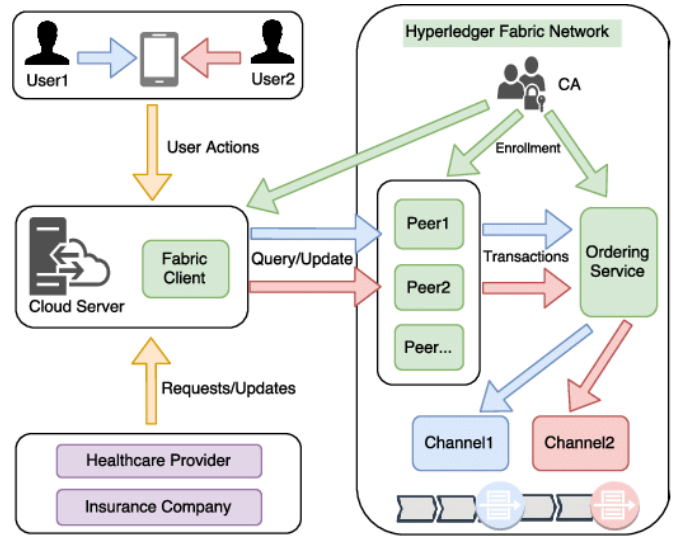 User1
User2
User Actions
Hyperledger Fabric Network
CA
Enrollment
Cloud Server
Fabric
Client
Query/Update
Peer1
Peer2
Peer...
Transactions
Ordering
Service
Requests/Updates
Healthcare Provider
Insurance Company
Channel1
Channel2